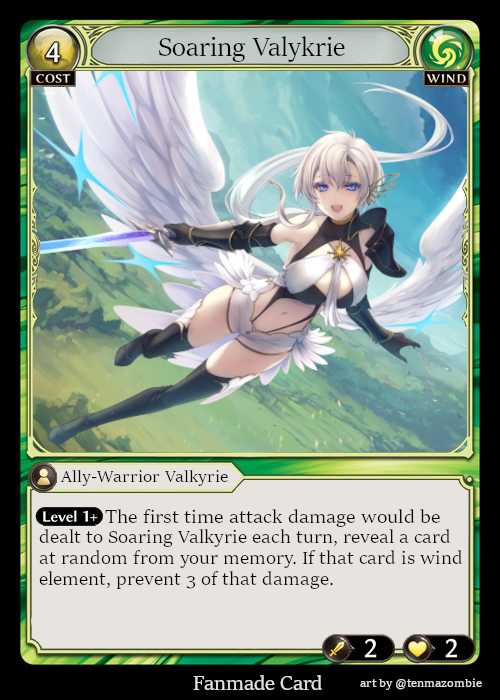 4
COST
Soaring Valykrie
WIND
Ally-Warrior Valkyrie
Level 1+ The first time attack damage would be
dealt to Soaring Valkyrie each turn, reveal a card
at random from your memory. If that card is wind
element, prevent 3 of that damage.
2 2
Fanmade Card
art by @tenmazombie